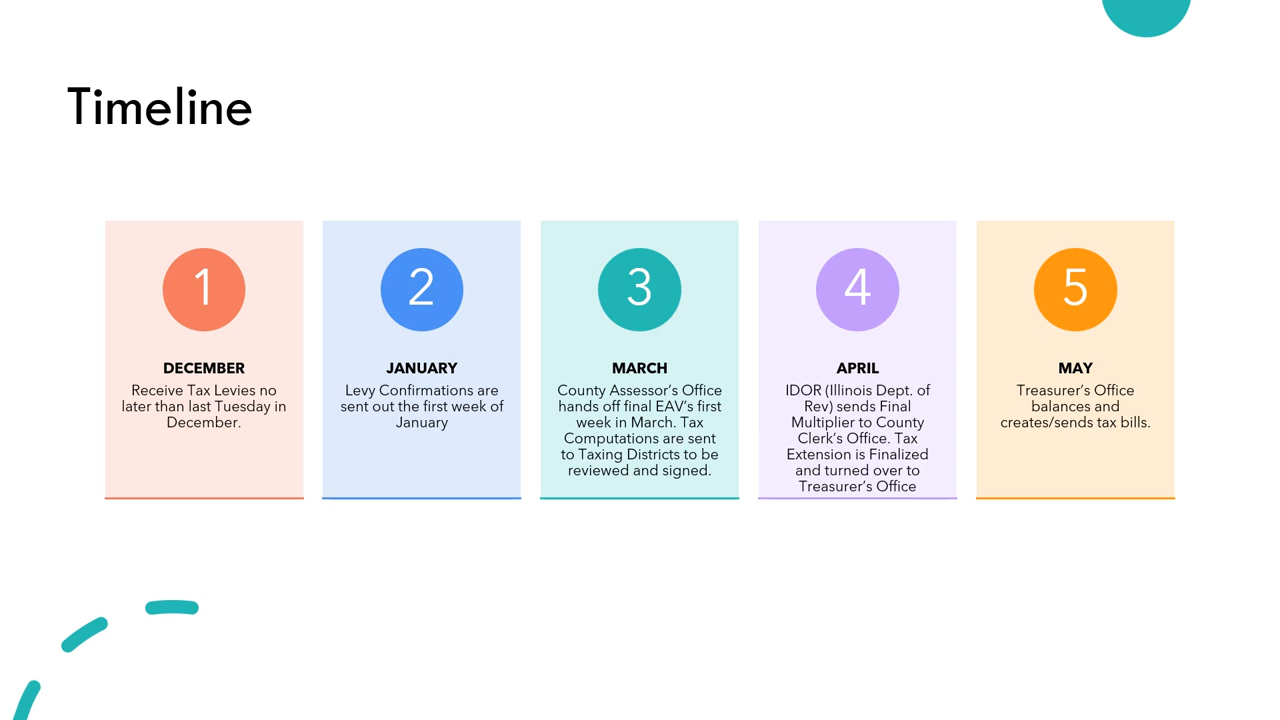 Timeline
1
DECEMBER
Receive Tax Levies no
later than last Tuesday in
December.
2
JANUARY
Levy Confirmations are
sent out the first week of
January
3
MARCH
County Assessor’s Office
hands off final EAV’s first
week in March. Tax
Computations are sent
to Taxing Districts to be
reviewed and signed.
4
APRIL
IDOR (Illinois Dept. of
Rev) sends Final
Multiplier to County
Clerk’s Office. Tax
Extension is Finalized
and turned over to
Treasurer’s Office
5
MAY
Treasurer’s Office
balances and
creates/sends tax bills.